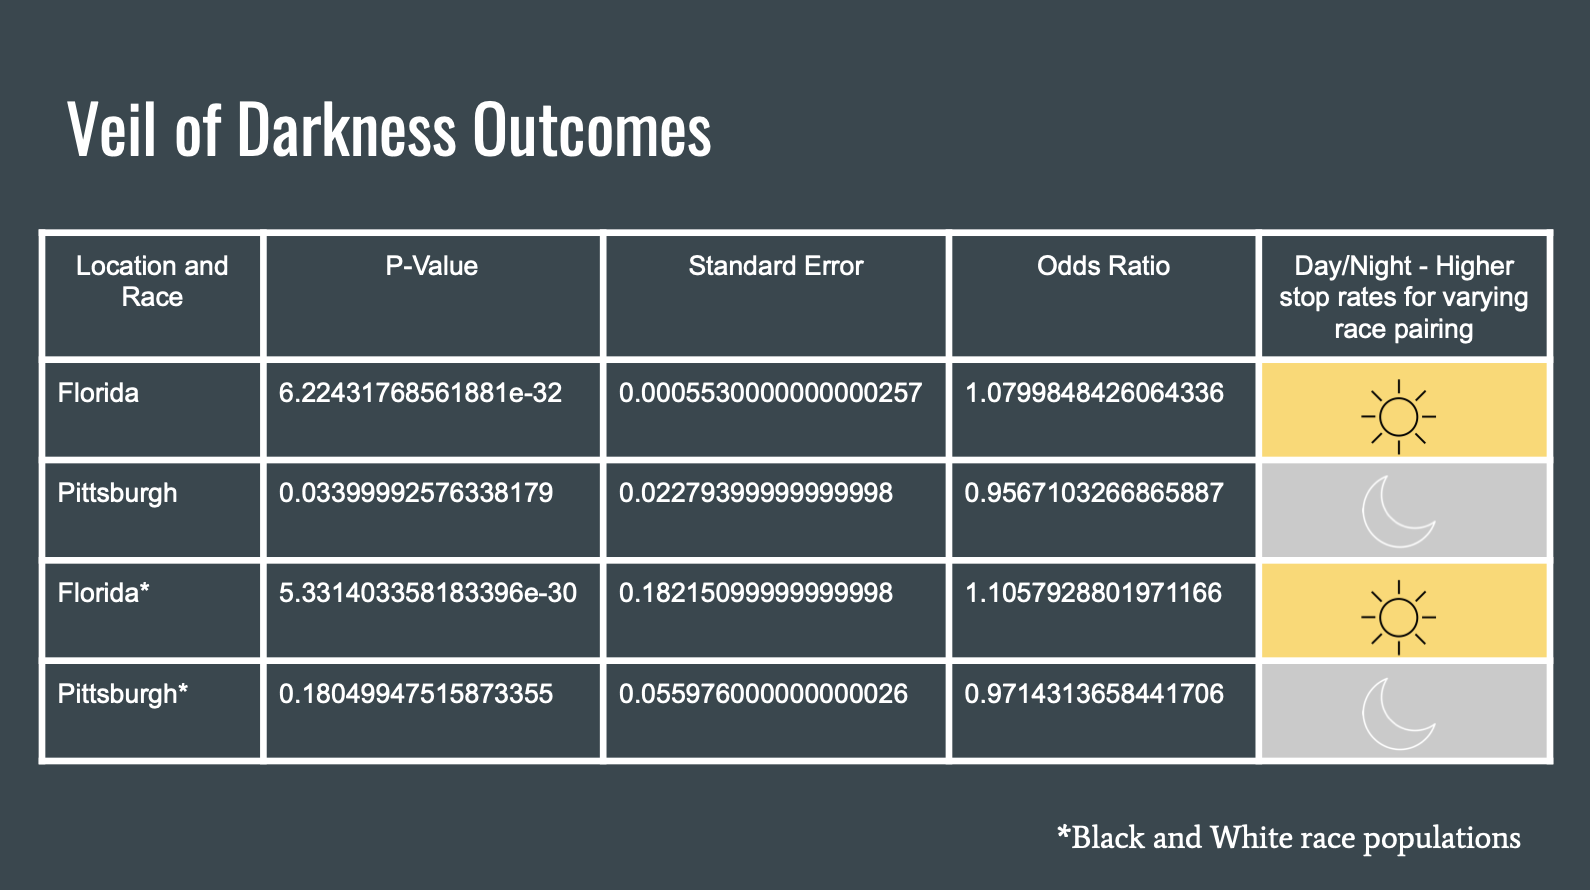 Veil of Darkness Outcomes
Location and
Race
P-Value
Standard Error
Odds Ratio
Day/Night - Higher
stop rates for varying
race pairing
Florida
6.22431768561881e-32
0.0005530000000000257
1.0799848426064336
Pittsburgh
0.03399992576338179
0.02279399999999998
0.9567103266865887
Florida*
5.331403358183396e-30
0.18215099999999998
1.1057928801971166
Pittsburgh*
0.18049947515873355
0.055976000000000026
0.9714313658441706
*Black and White race populations